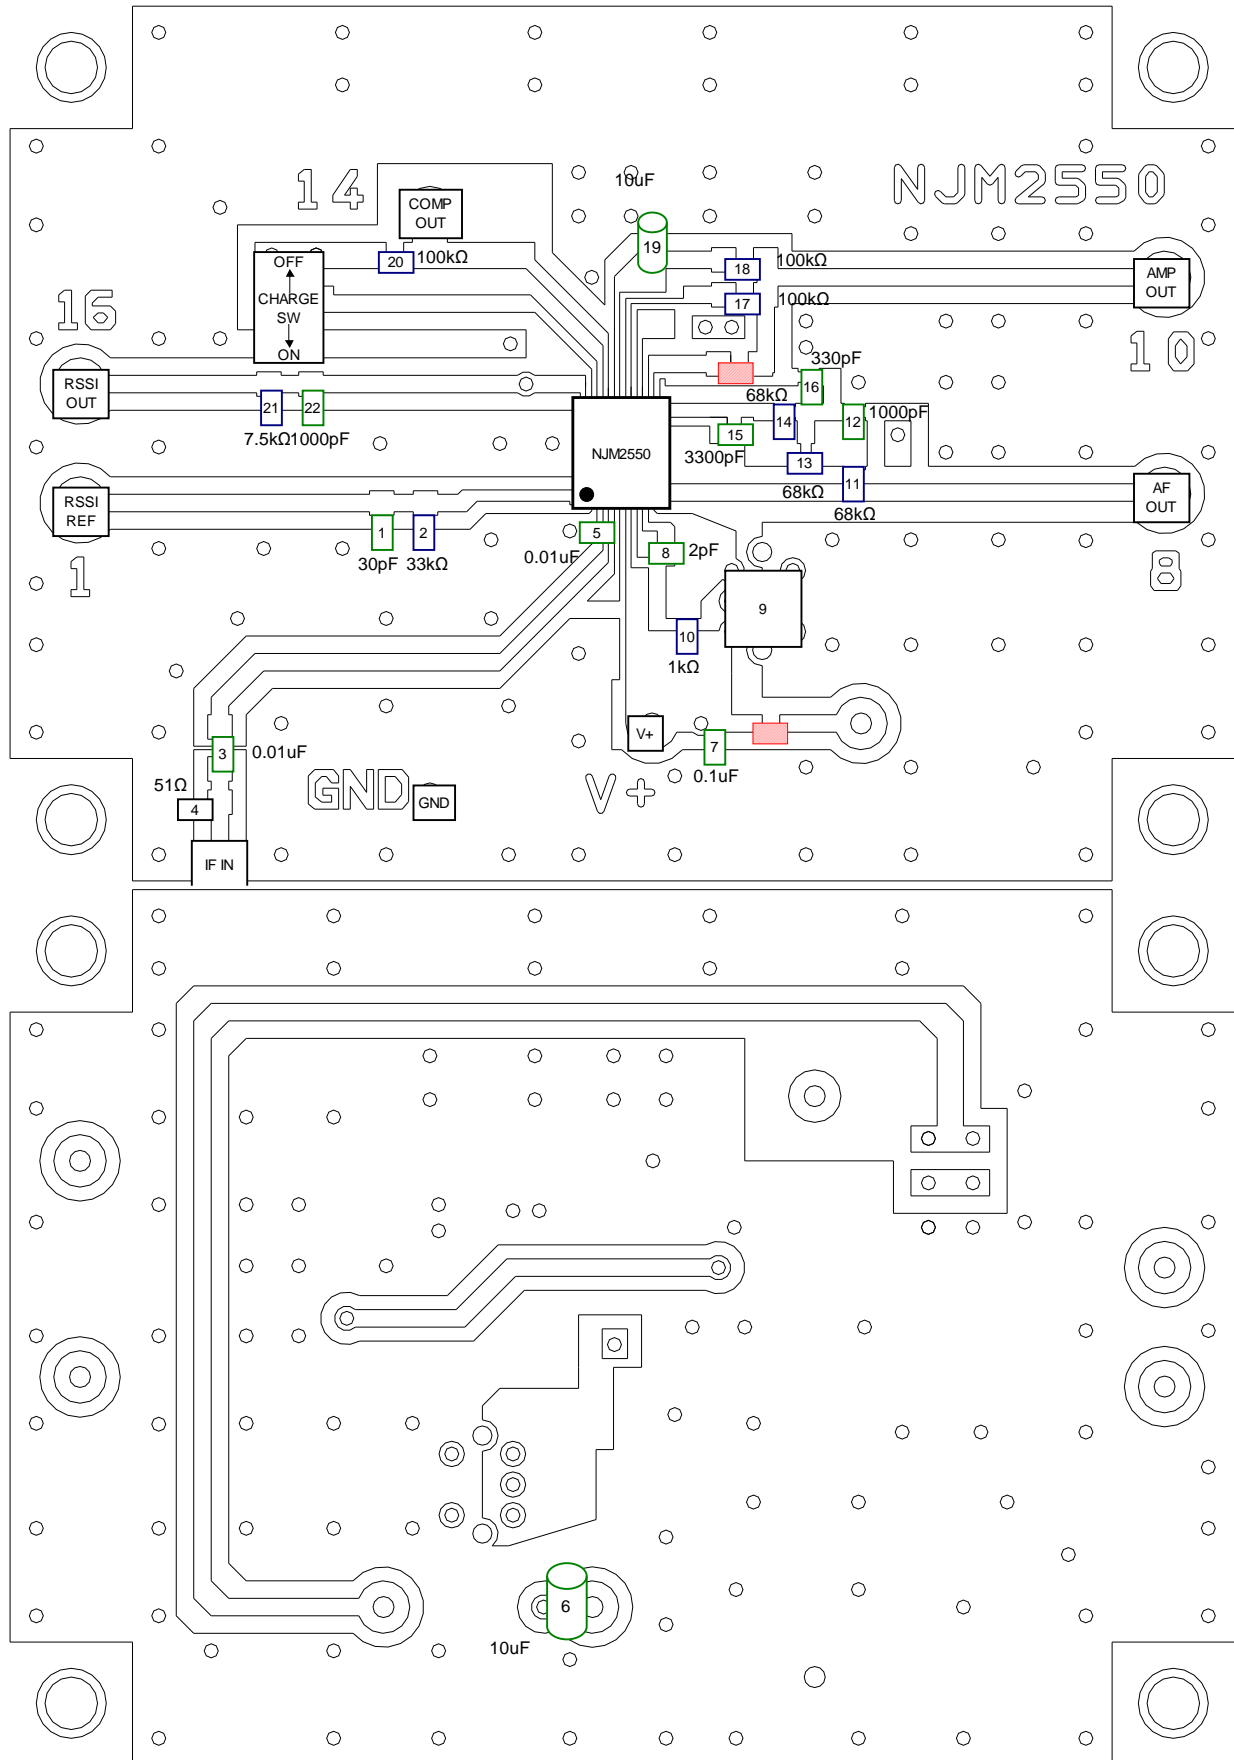 14
COMP
OUT
10uF
NJM2550
OFF
CHARGE
SW
ON
20
100kΩ
19
18
100kΩ
17
100kΩ
AMP
OUT
16
10
RSSI
OUT
21
22
7.5kΩ
1000pF
330pF
16
68kΩ
14
12
1000pF
15
3300pF
13
68kΩ
11
68kΩ
NJM2550
RSSI
REF
1
1
30pF
2
33kΩ
5
0.01uF
8
2pF
AF
OUT
8
9
10
1kΩ
V+
7
0.1uF
3
0.01uF
51Ω
4
GND
GND
V+
IF IN
6
10uF